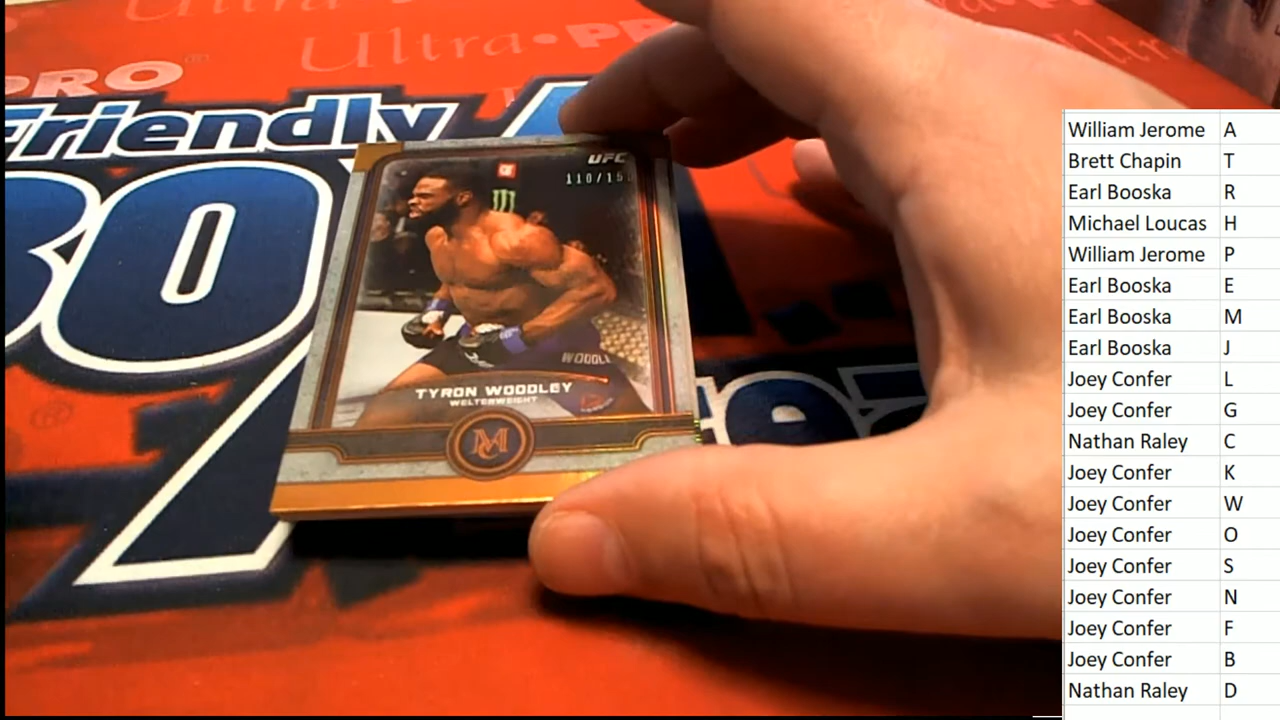 Ultra•PRO
PRO
Friendly
UFC
110/15
WOODL
TYRON WOODLEY
WELTERWEIGHT
MC
William Jerome A
Brett Chapin T
Earl Booska R
Michael Loucas H
William Jerome P
Earl Booska E
Earl Booska M
Earl Booska J
Joey Confer L
Joey Confer G
Nathan Raley C
Joey Confer K
Joey Confer W
Joey Confer O
Joey Confer S
Joey Confer N
Joey Confer F
Joey Confer B
Nathan Raley D